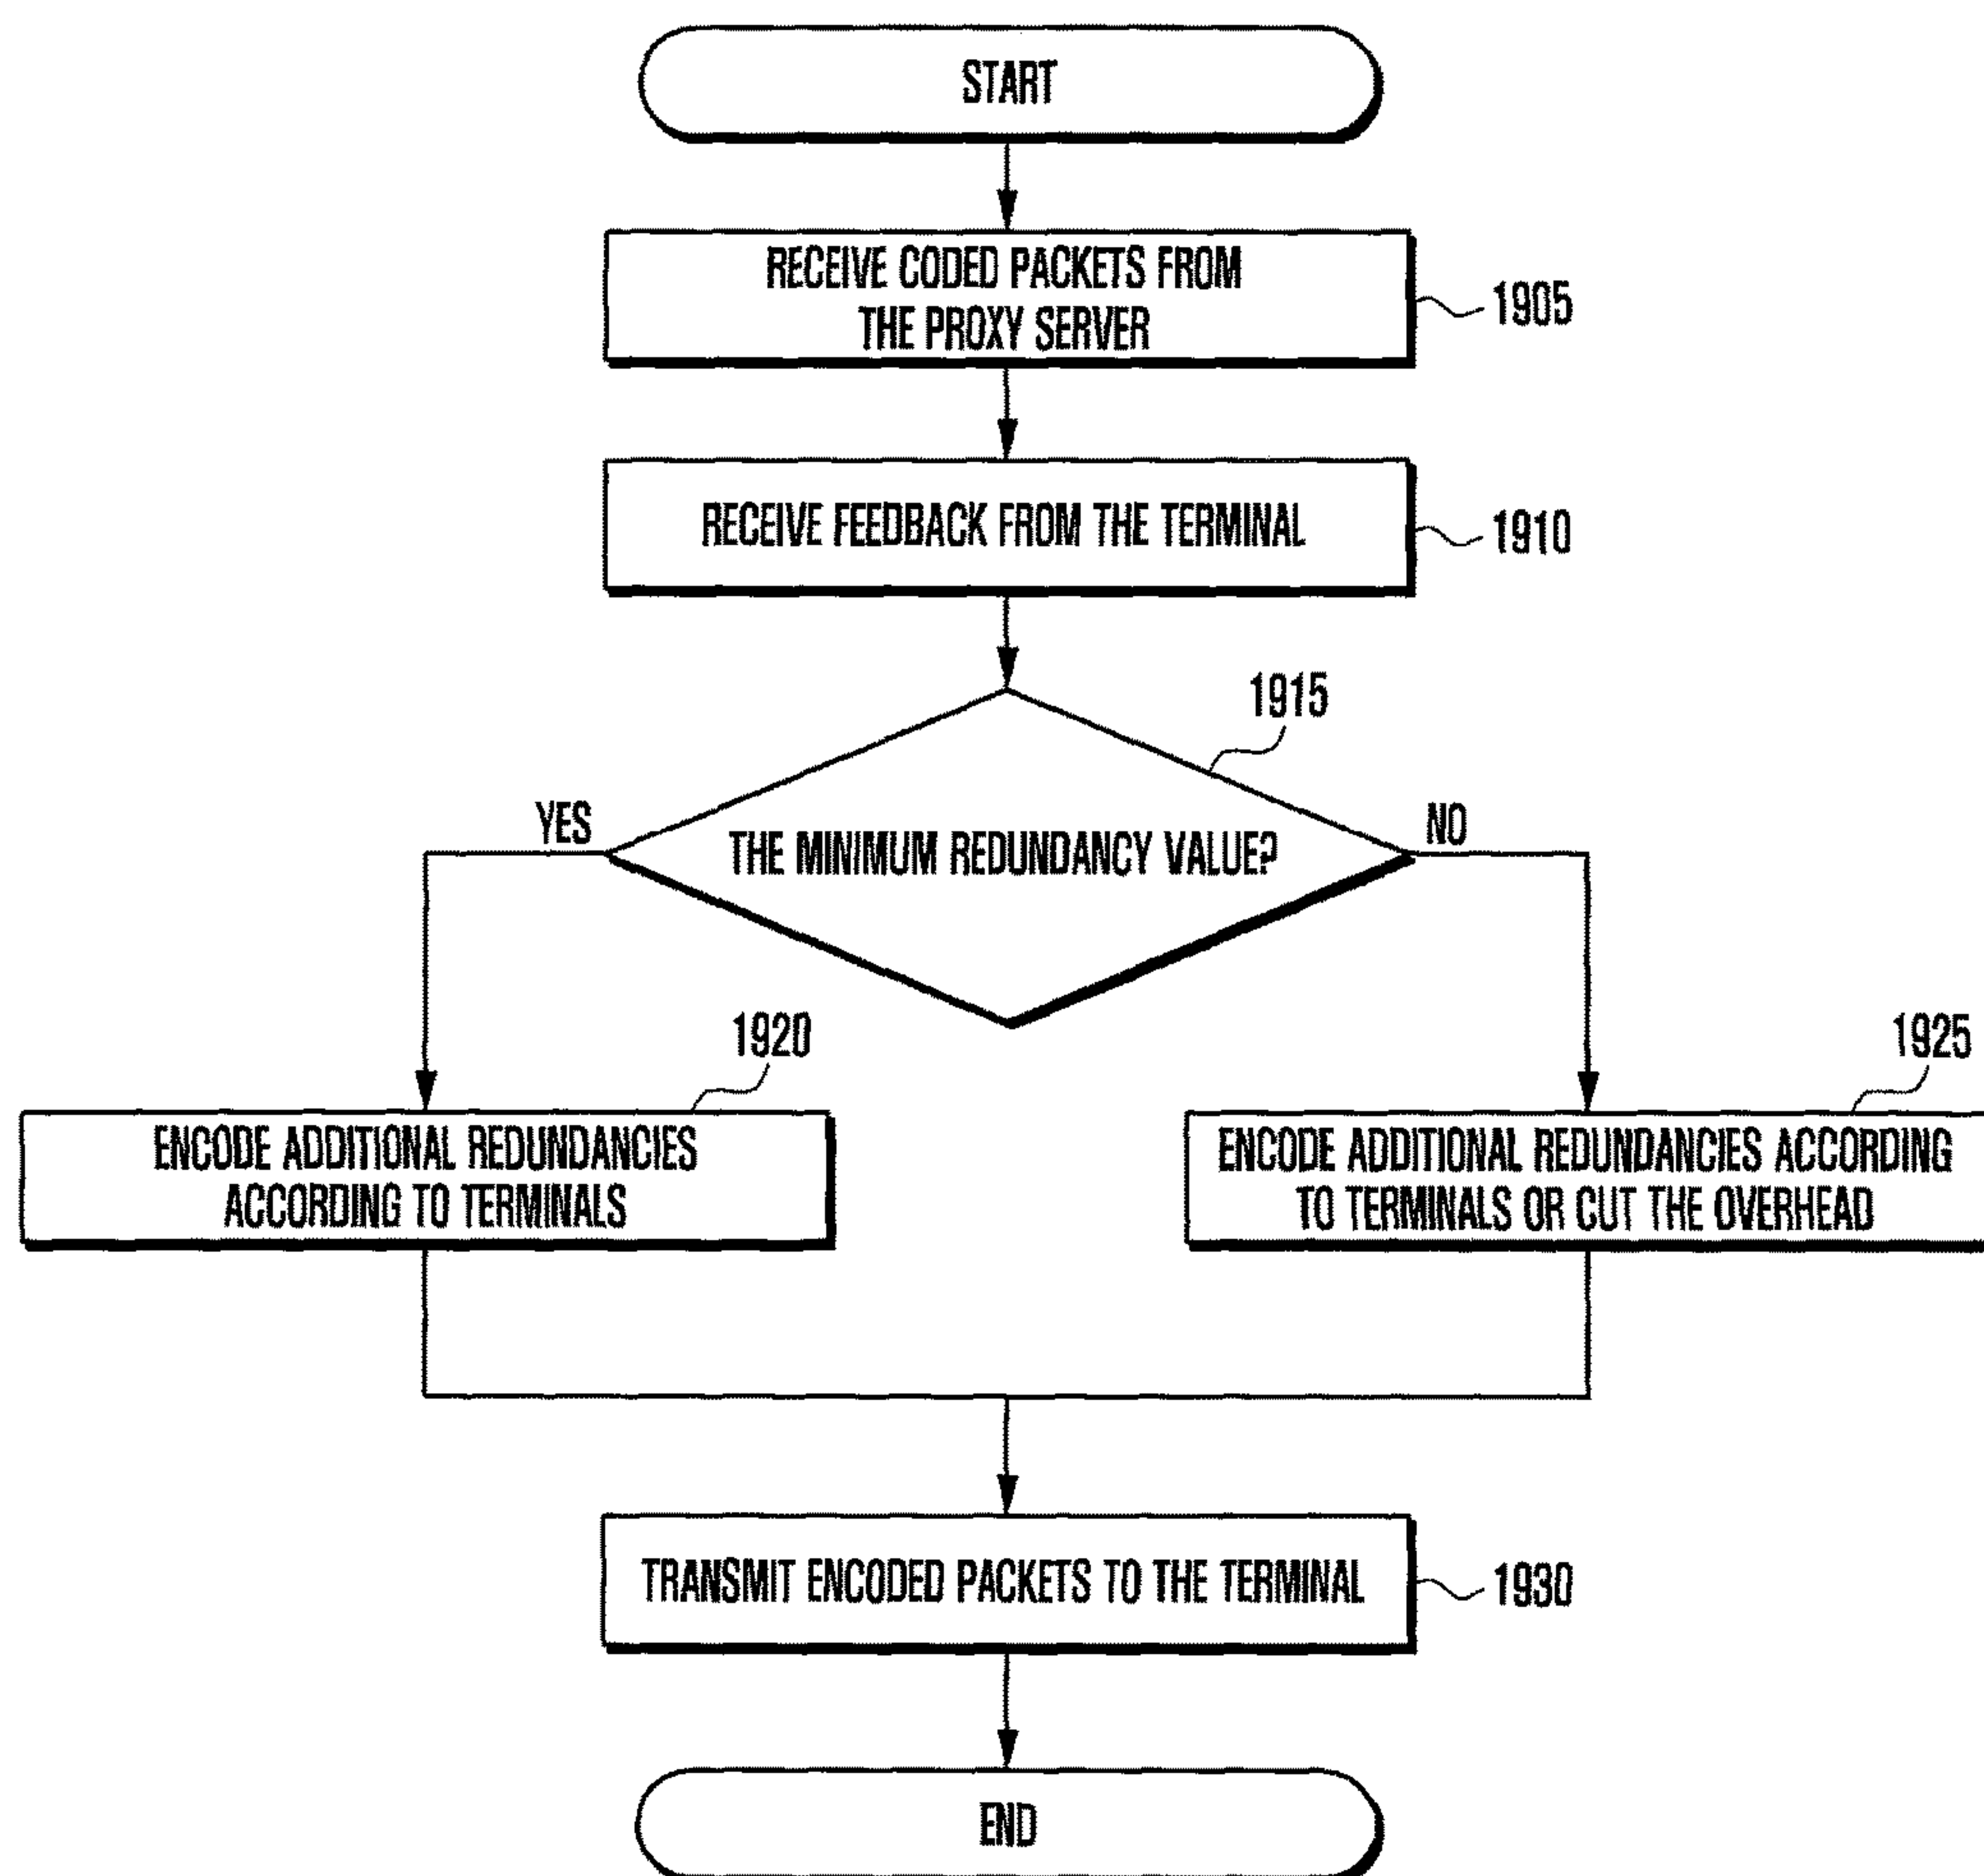 START
RECEIVE CODED PACKETS FROM
THE PROXY SERVER
1905
RECEIVE FEEDBACK FROM THE TERMINAL
1910
1915
THE MINIMUM REDUNDANCY VALUE?
YES
NO
1920
ENCODE ADDITIONAL REDUNDANCIES
ACCORDING TO TERMINALS
1925
ENCODE ADDITIONAL REDUNDANCIES ACCORDING
TO TERMINALS OR CUT THE OVERHEAD
TRANSMIT ENCODED PACKETS TO THE TERMINAL
1930
END